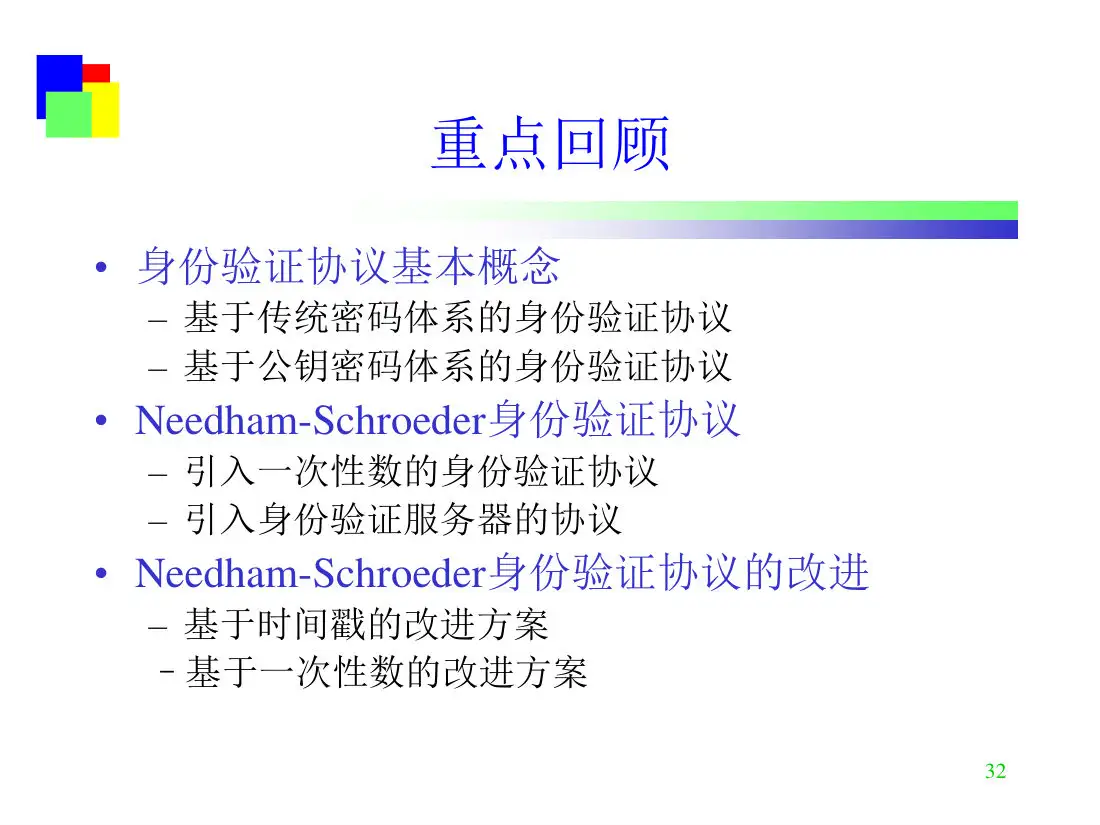 重点回顾
• 身份验证协议基本概念
– 基于传统密码体系的身份验证协议
– 基于公钥密码体系的身份验证协议
• Needham-Schroeder身份验证协议
– 引入一次性数的身份验证协议
– 引入身份验证服务器的协议
• Needham-Schroeder身份验证协议的改进
– 基于时间戳的改进方案
– 基于一次性数的改进方案
32